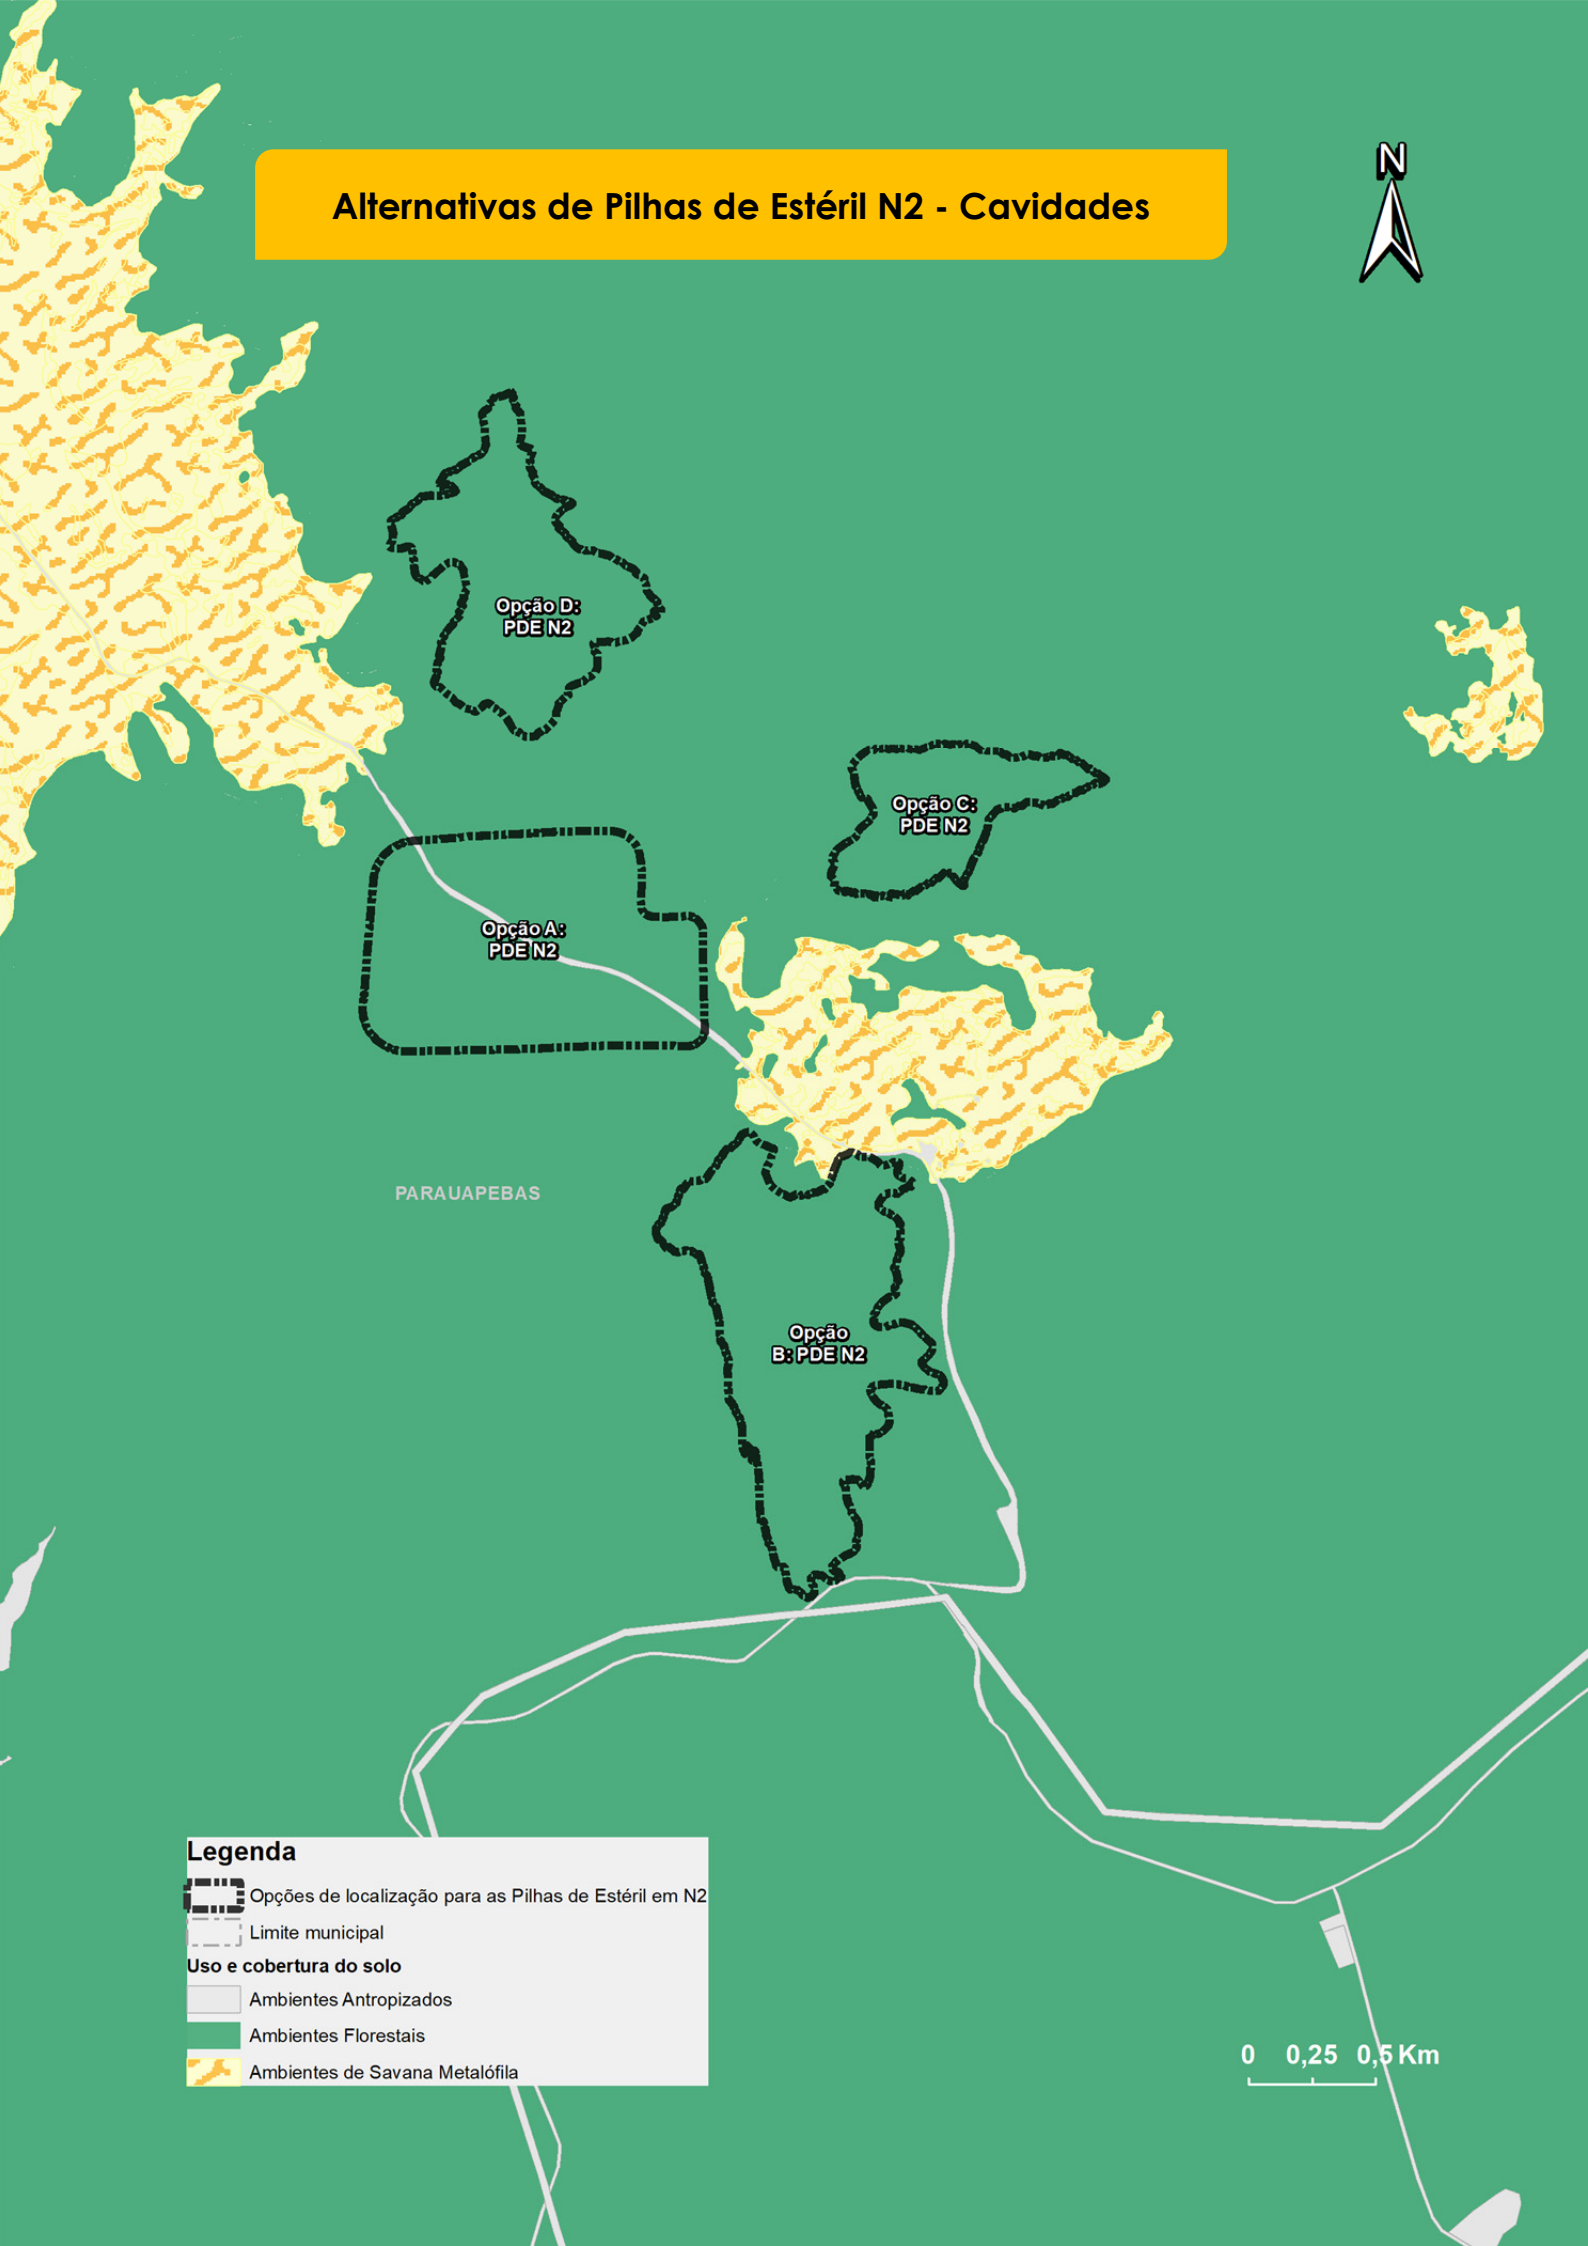 Alternativas de Pilhas de Estéril N2 - Cavidades
N
Opção D:
PDE N2
Opção C:
PDE N2
Opção A:
PDE N2
PARAUAPEBAS
Opção
B: PDE N2
Legenda
Opções de localização para as Pilhas de Estéril em N2
Limite municipal
Uso e cobertura do solo
Ambientes Antropizados
Ambientes Florestais
Ambientes de Savana Metalófila
0 0,25 0,5 Km